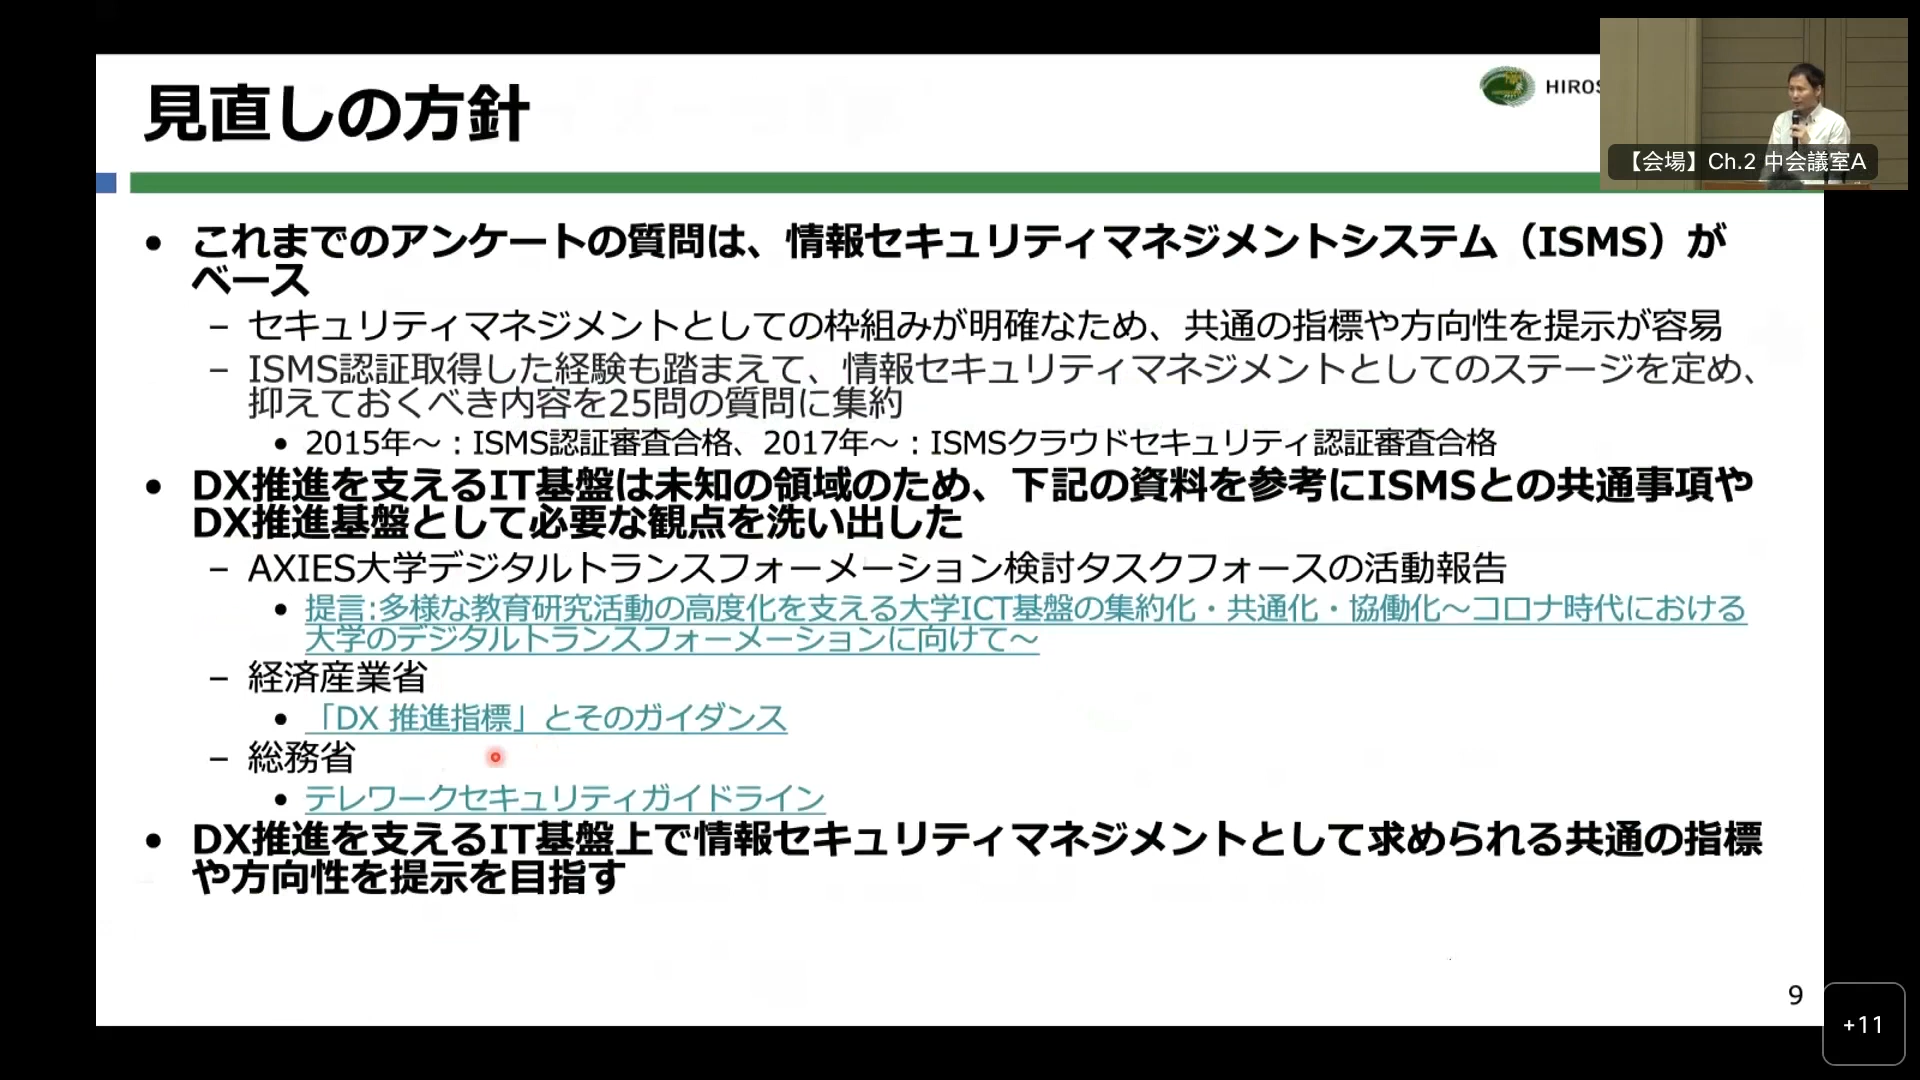 見直しの方針
HIROS
【会場】Ch.2 中会議室A
• これまでのアンケートの質問は、情報セキュリティマネジメントシステム（ISMS）が
ベース
– セキュリティマネジメントとしての枠組みが明確なため、共通の指標や方向性を提示が容易
– ISMS認証取得した経験も踏まえて、情報セキュリティマネジメントとしてのステージを定め、
抑えておくべき内容を25問の質問に集約
• 2015年～：ISMS認証審査合格、2017年～：ISMSクラウドセキュリティ認証審査合格
• DX推進を支えるIT基盤は未知の領域のため、下記の資料を参考にISMSとの共通事項や
DX推進基盤として必要な観点を洗い出した
– AXIES大学デジタルトランスフォーメーション検討タスクフォースの活動報告
• 提言:多様な教育研究活動の高度化を支える大学ICT基盤の集約化・共通化・協働化～コロナ時代における
大学のデジタルトランスフォーメーションに向けて～
– 経済産業省
• 「DX 推進指標」とそのガイダンス
– 総務省
• テレワークセキュリティガイドライン
• DX推進を支えるIT基盤上で情報セキュリティマネジメントとして求められる共通の指標
や方向性を提示を目指す
9
+11